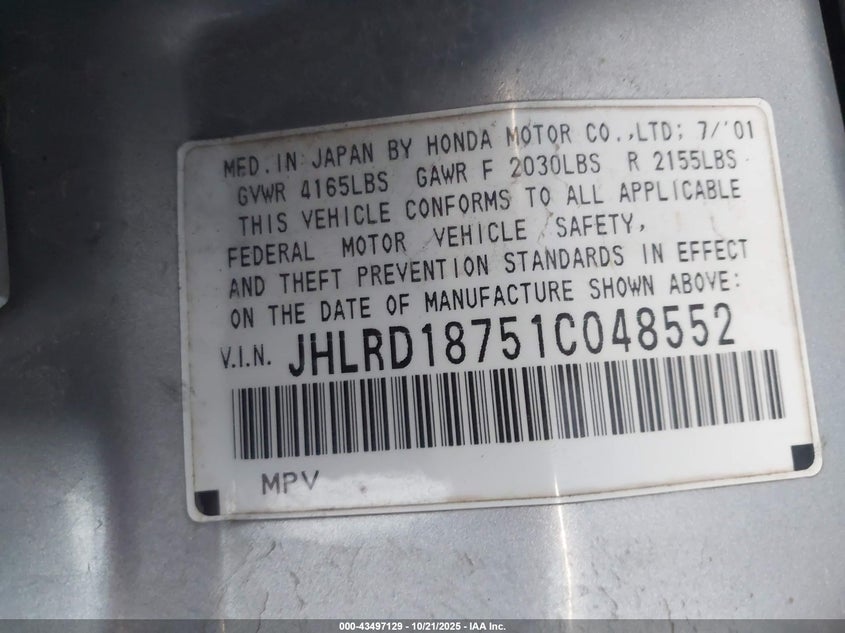 MFD. IN JAPAN BY HONDA MOTOR CO.,LTD; 7/'01
GVWR 4165LBS GAWR F 2030LBS R 2155LBS
THIS VEHICLE CONFORMS TO ALL APPLICABLE
FEDERAL MOTOR VEHICLE SAFETY,
AND THEFT PREVENTION STANDARDS IN EFFECT
ON THE DATE OF MANUFACTURE SHOWN ABOVE:
V.I.N. JHLRD18751C048552
MPV
000-43497129 - 10/21/2025 - IAA Inc.